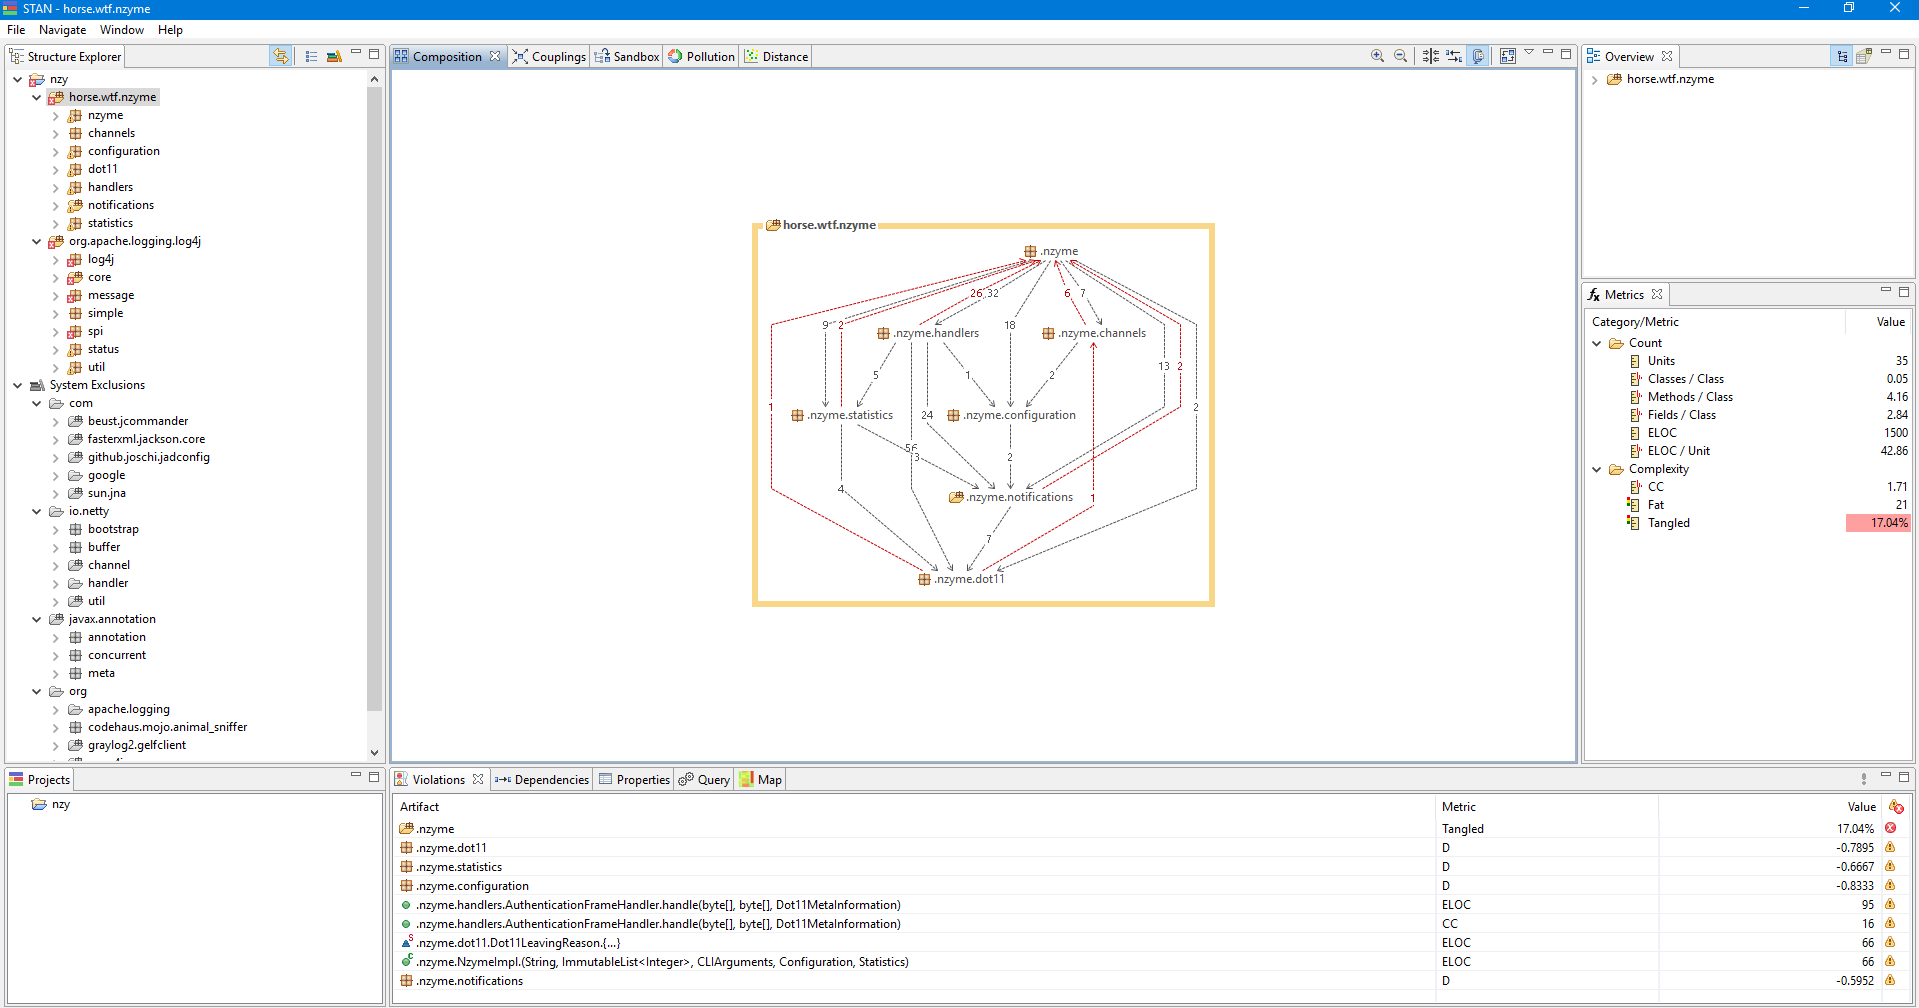 STAN - horse.wtf.nzyme
File Navigate Window Help
Structure Explorer
nzy
horse.wtf.nzyme
nzyme
channels
configuration
dot11
handlers
notifications
statistics
org.apache.logging.log4j
log4j
core
message
simple
spi
status
util
System Exclusions
com
beust.jcommander
fasterxml.jackson.core
github.joschi.jadconfig
google
sun.jna
io.netty
bootstrap
buffer
channel
handler
util
javax.annotation
annotation
concurrent
meta
org
apache.logging
codehaus.mojo.animal_sniffer
graylog2.gelfclient
Composition Couplings Sandbox Pollution Distance
horse.wtf.nzyme
.nzyme
26 32 6 7
9 2 .nzyme.handlers 18 .nzyme.channels
13 2
5 1 2
1 .nzyme.statistics 24 .nzyme.configuration 2
56
3 2
4 .nzyme.notifications 1
7
.nzyme.dot11
Overview
horse.wtf.nzyme
Metrics
Category/Metric Value
Count
Units 35
Classes / Class 0.05
Methods / Class 4.16
Fields / Class 2.84
ELOC 1500
ELOC / Unit 42.86
Complexity
CC 1.71
Fat 21
Tangled 17.04%
Projects
nzy
Violations Dependencies Properties Query Map
Artifact Metric Value
.nzyme Tangled 17.04%
.nzyme.dot11 D -0.7895
.nzyme.statistics D -0.6667
.nzyme.configuration D -0.8333
.nzyme.handlers.AuthenticationFrameHandler.handle(byte[], byte[], Dot11MetaInformation) ELOC 95
.nzyme.handlers.AuthenticationFrameHandler.handle(byte[], byte[], Dot11MetaInformation) CC 16
.nzyme.dot11.Dot11LeavingReason.{...} ELOC 66
.nzyme.NzymeImpl.(String, ImmutableList<Integer>, CLIArguments, Configuration, Statistics) ELOC 66
.nzyme.notifications D -0.5952